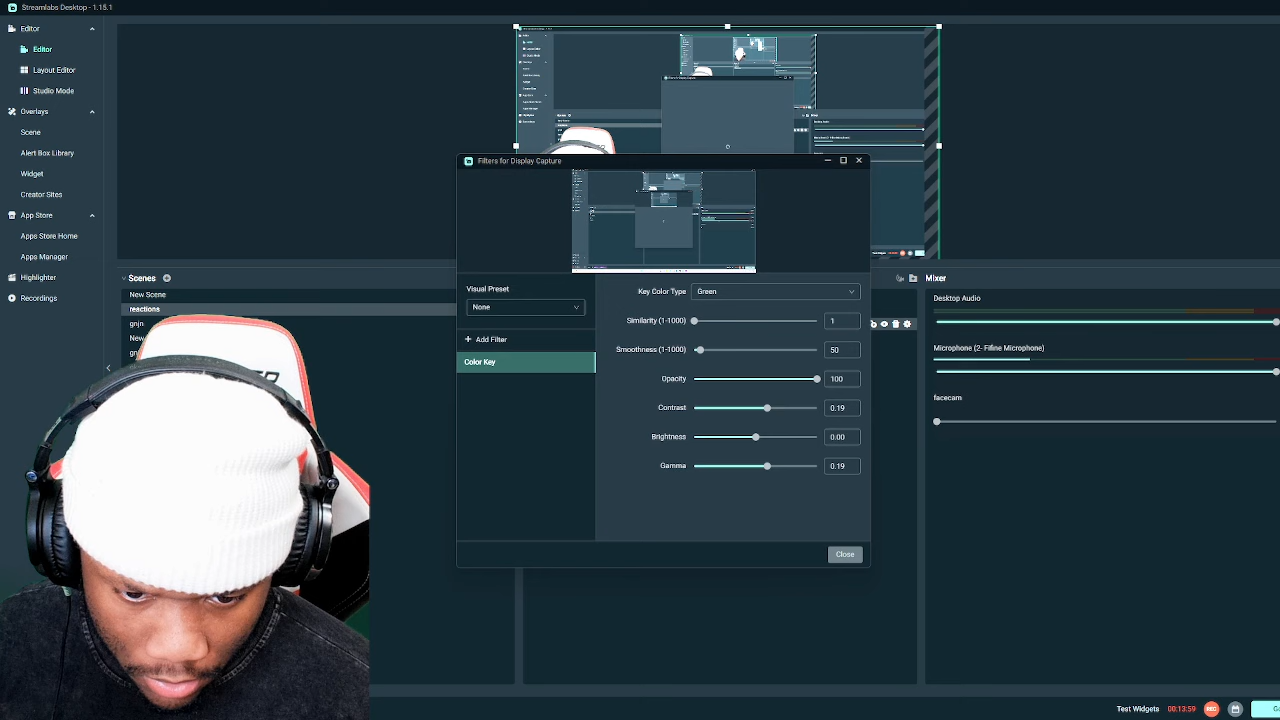 Streamlabs Desktop - 1.15.1
Editor
Editor
Layout Editor
Studio Mode
Overlays
Scene
Alert Box Library
Widget
Creator Sites
App Store
Apps Store Home
Apps Manager
Highlighter
Recordings
Scenes
New Scene
reactions
gnjn
New
Filters for Display Capture
Visual Preset
None
Add Filter
Color Key
Key Color Type
Green
Similarity (1-1000)
1
Smoothness (1-1000)
50
Opacity
100
Contrast
0.19
Brightness
0.00
Gamma
0.19
Close
Mixer
Desktop Audio
Microphone (2- Fifine Microphone)
facecam
Test Widgets
00:13:59
REC